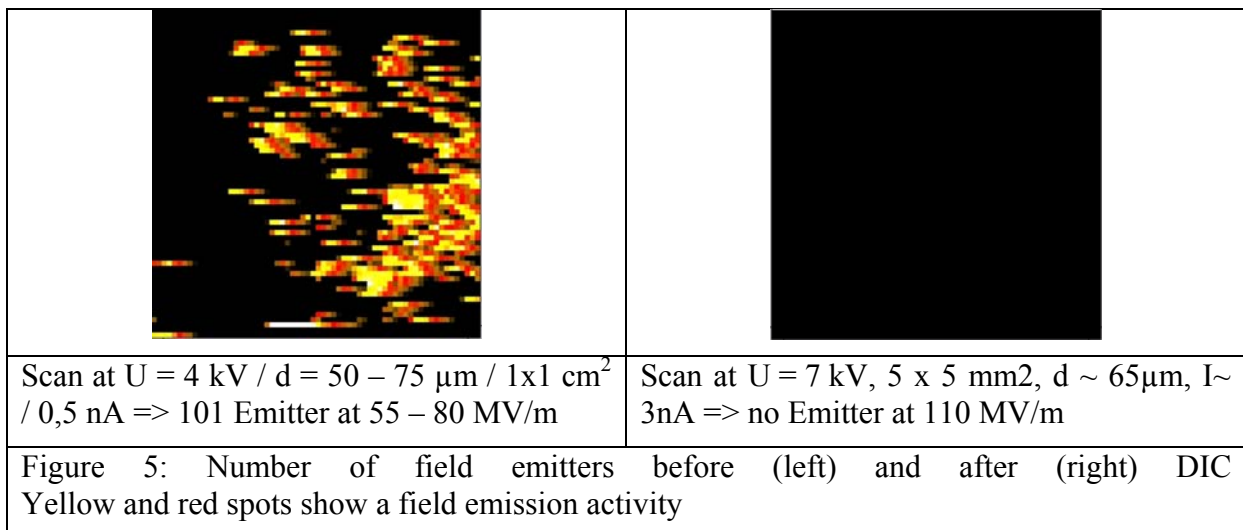 Scan at U = 4 kV / d = 50 – 75 µm / 1x1 cm²
/ 0,5 nA => 101 Emitter at 55 – 80 MV/m
Scan at U = 7 kV, 5 x 5 mm2, d ~ 65µm, I~
3nA => no Emitter at 110 MV/m
Figure 5: Number of field emitters before (left) and after (right) DIC
Yellow and red spots show a field emission activity